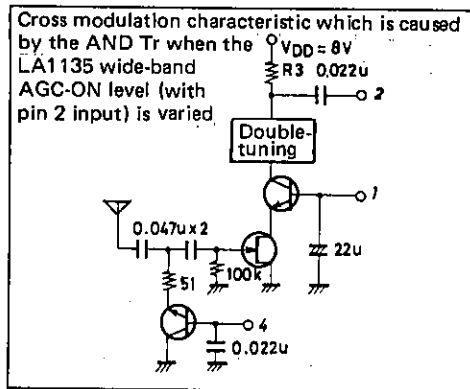 Cross modulation characteristic which is caused
by the AND Tr when the
LA1135 wide-band
AGC-ON level (with
pin 2 input) is varied
VDD = 8V
R3 0.022u
2
Double-
tuning
1
0.047u x 2
22u
100k
51
4
0.022u